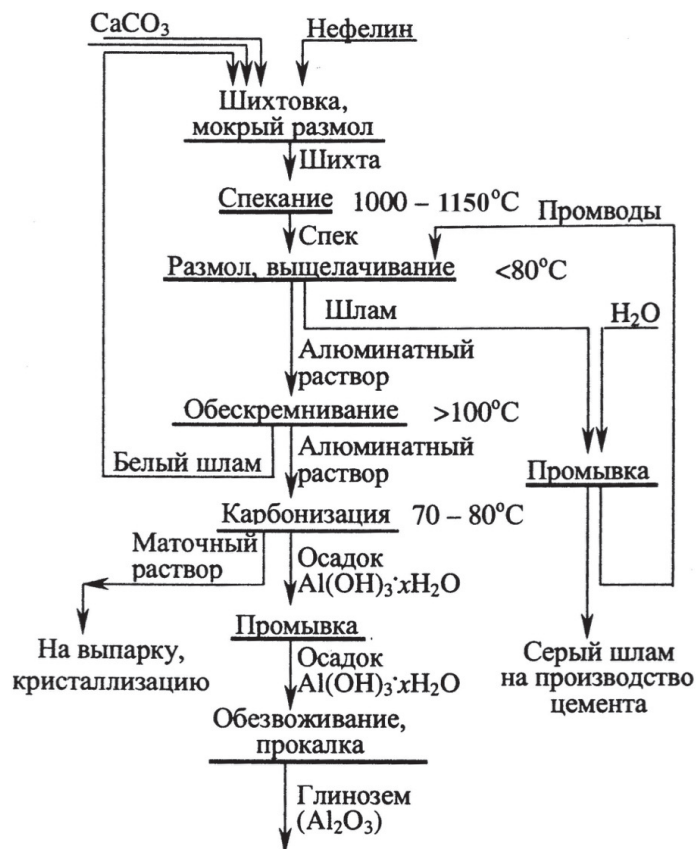 CaCO₃
Нефелин
Шихтовка,
мокрый размол
Шихта
Спекание 1000 – 1150°C
Промводы
Спек
Размол, выщелачивание <80°C
Шлам
H₂O
Алюминатный
раствор
Обескремнивание >100°C
Белый шлам
Алюминатный
раствор
Промывка
Карбонизация 70 – 80°C
Маточный
раствор
Осадок
Al(OH)₃·xH₂O
На выпарку,
кристаллизацию
Промывка
Осадок
Al(OH)₃·xH₂O
Серый шлам
на производство
цемента
Обезвоживание,
прокалка
Глинозем
(Al₂O₃)